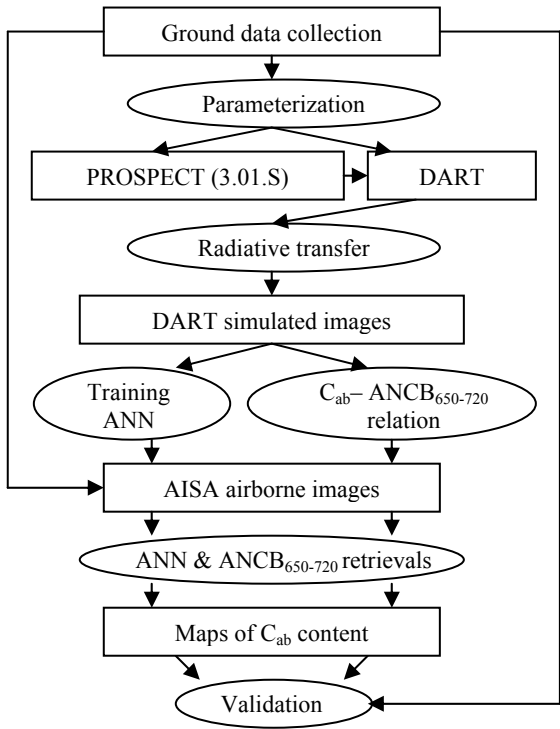 Ground data collection
Parameterization
PROSPECT (3.01.S)
DART
Radiative transfer
DART simulated images
Training
ANN
Cab– ANCB650-720
relation
AISA airborne images
ANN & ANCB650-720 retrievals
Maps of Cab content
Validation